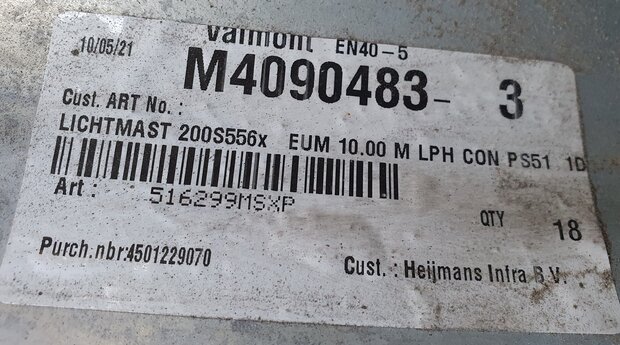 10/05/21 Valmont EN40-5
M4090483- 3
Cust. ART No. :
LICHTMAST 200S556x EUM 10.00 M LPH CON PS51 1D
Art : 516299MSXP
QTY 18
Purch.nbr:4501229070
Cust. : Heijmans Infra B.V.